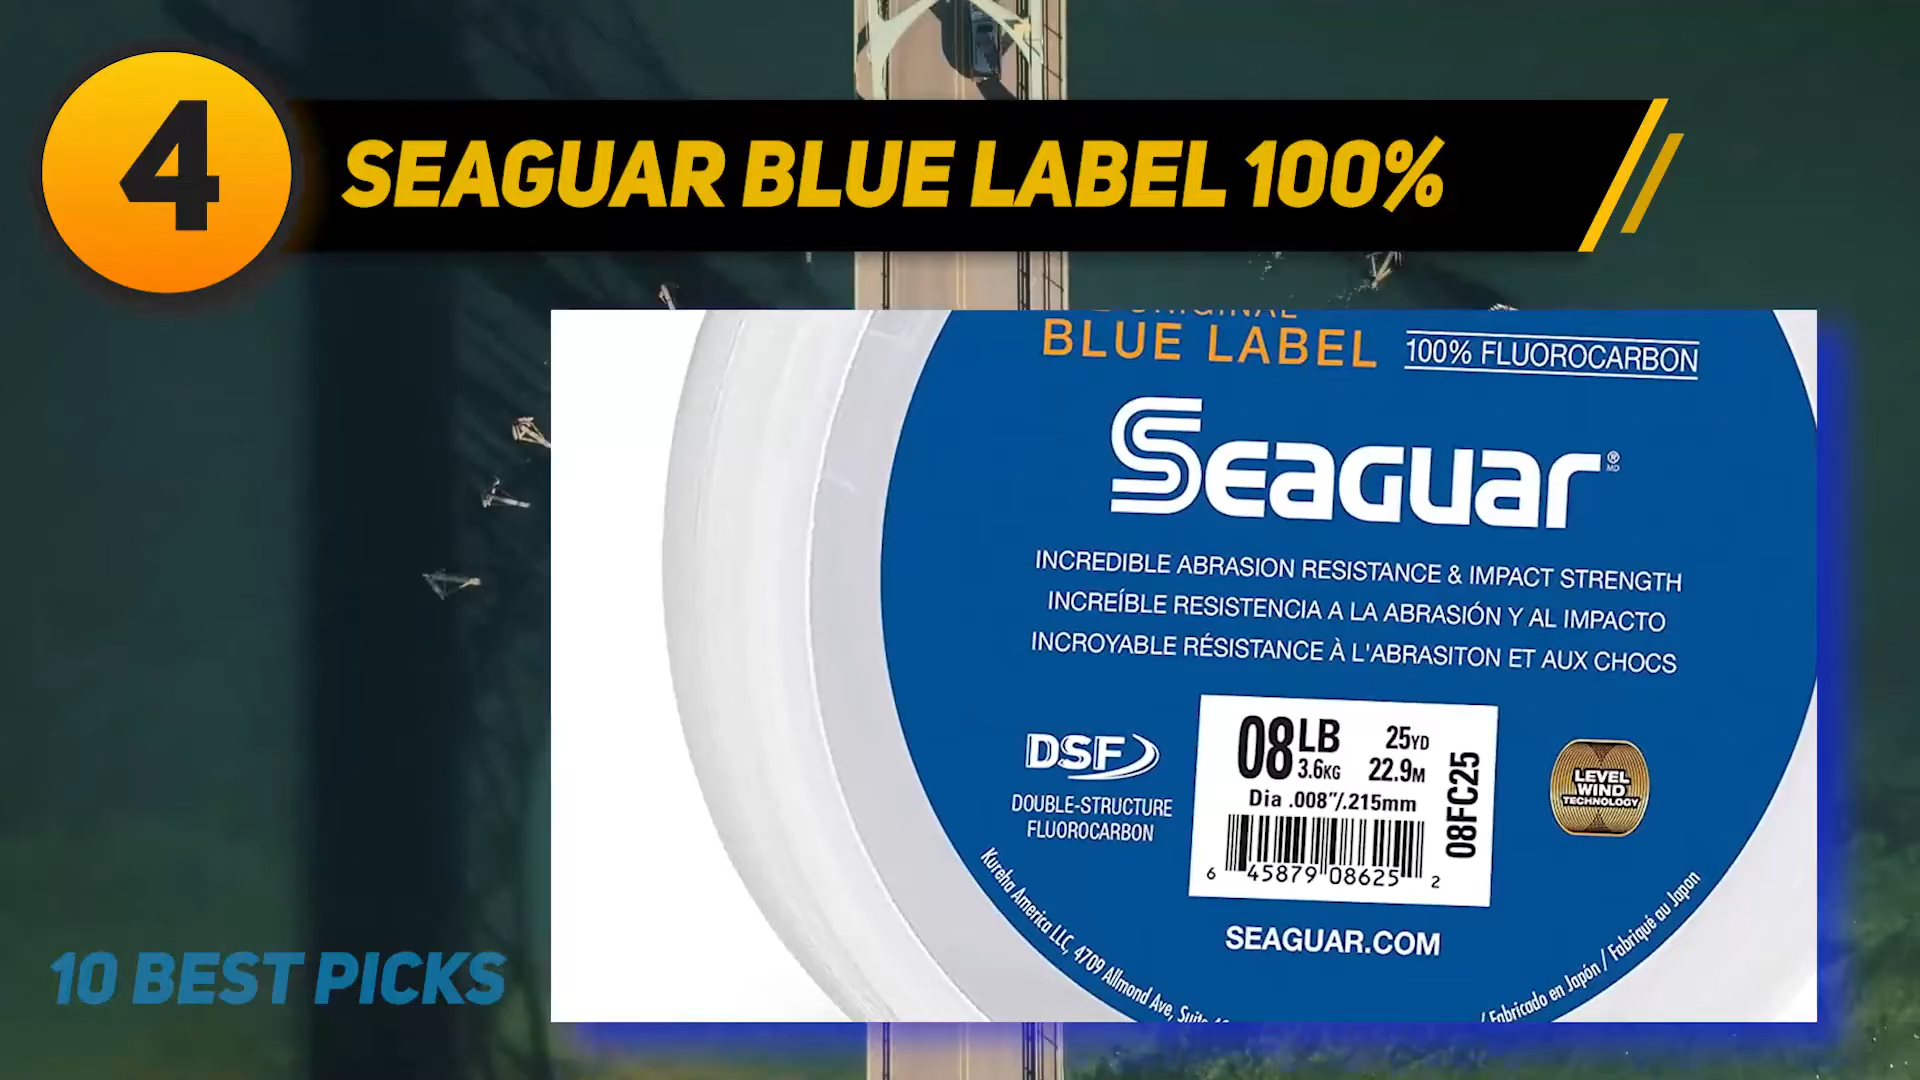 4
SEAGUAR BLUE LABEL 100%
ORIGINAL
BLUE LABEL
100% FLUOROCARBON
SEAGUAR®
MD
INCREDIBLE ABRASION RESISTANCE & IMPACT STRENGTH
INCREÍBLE RESISTENCIA A LA ABRASIÓN Y AL IMPACTO
INCROYABLE RÉSISTANCE À L'ABRASITON ET AUX CHOCS
DSF
DOUBLE-STRUCTURE
FLUOROCARBON
08LB 25YD
3.6KG 22.9M
Dia .008"/.215mm
08FC25
6 45879 08625 2
LEVEL
WIND
TECHNOLOGY
SEAGUAR.COM
Kureha America LLC, 4709 Allmond Ave, Suite
/ Fabricado en Japón / Fabriqué au Japon
10 BEST PICKS